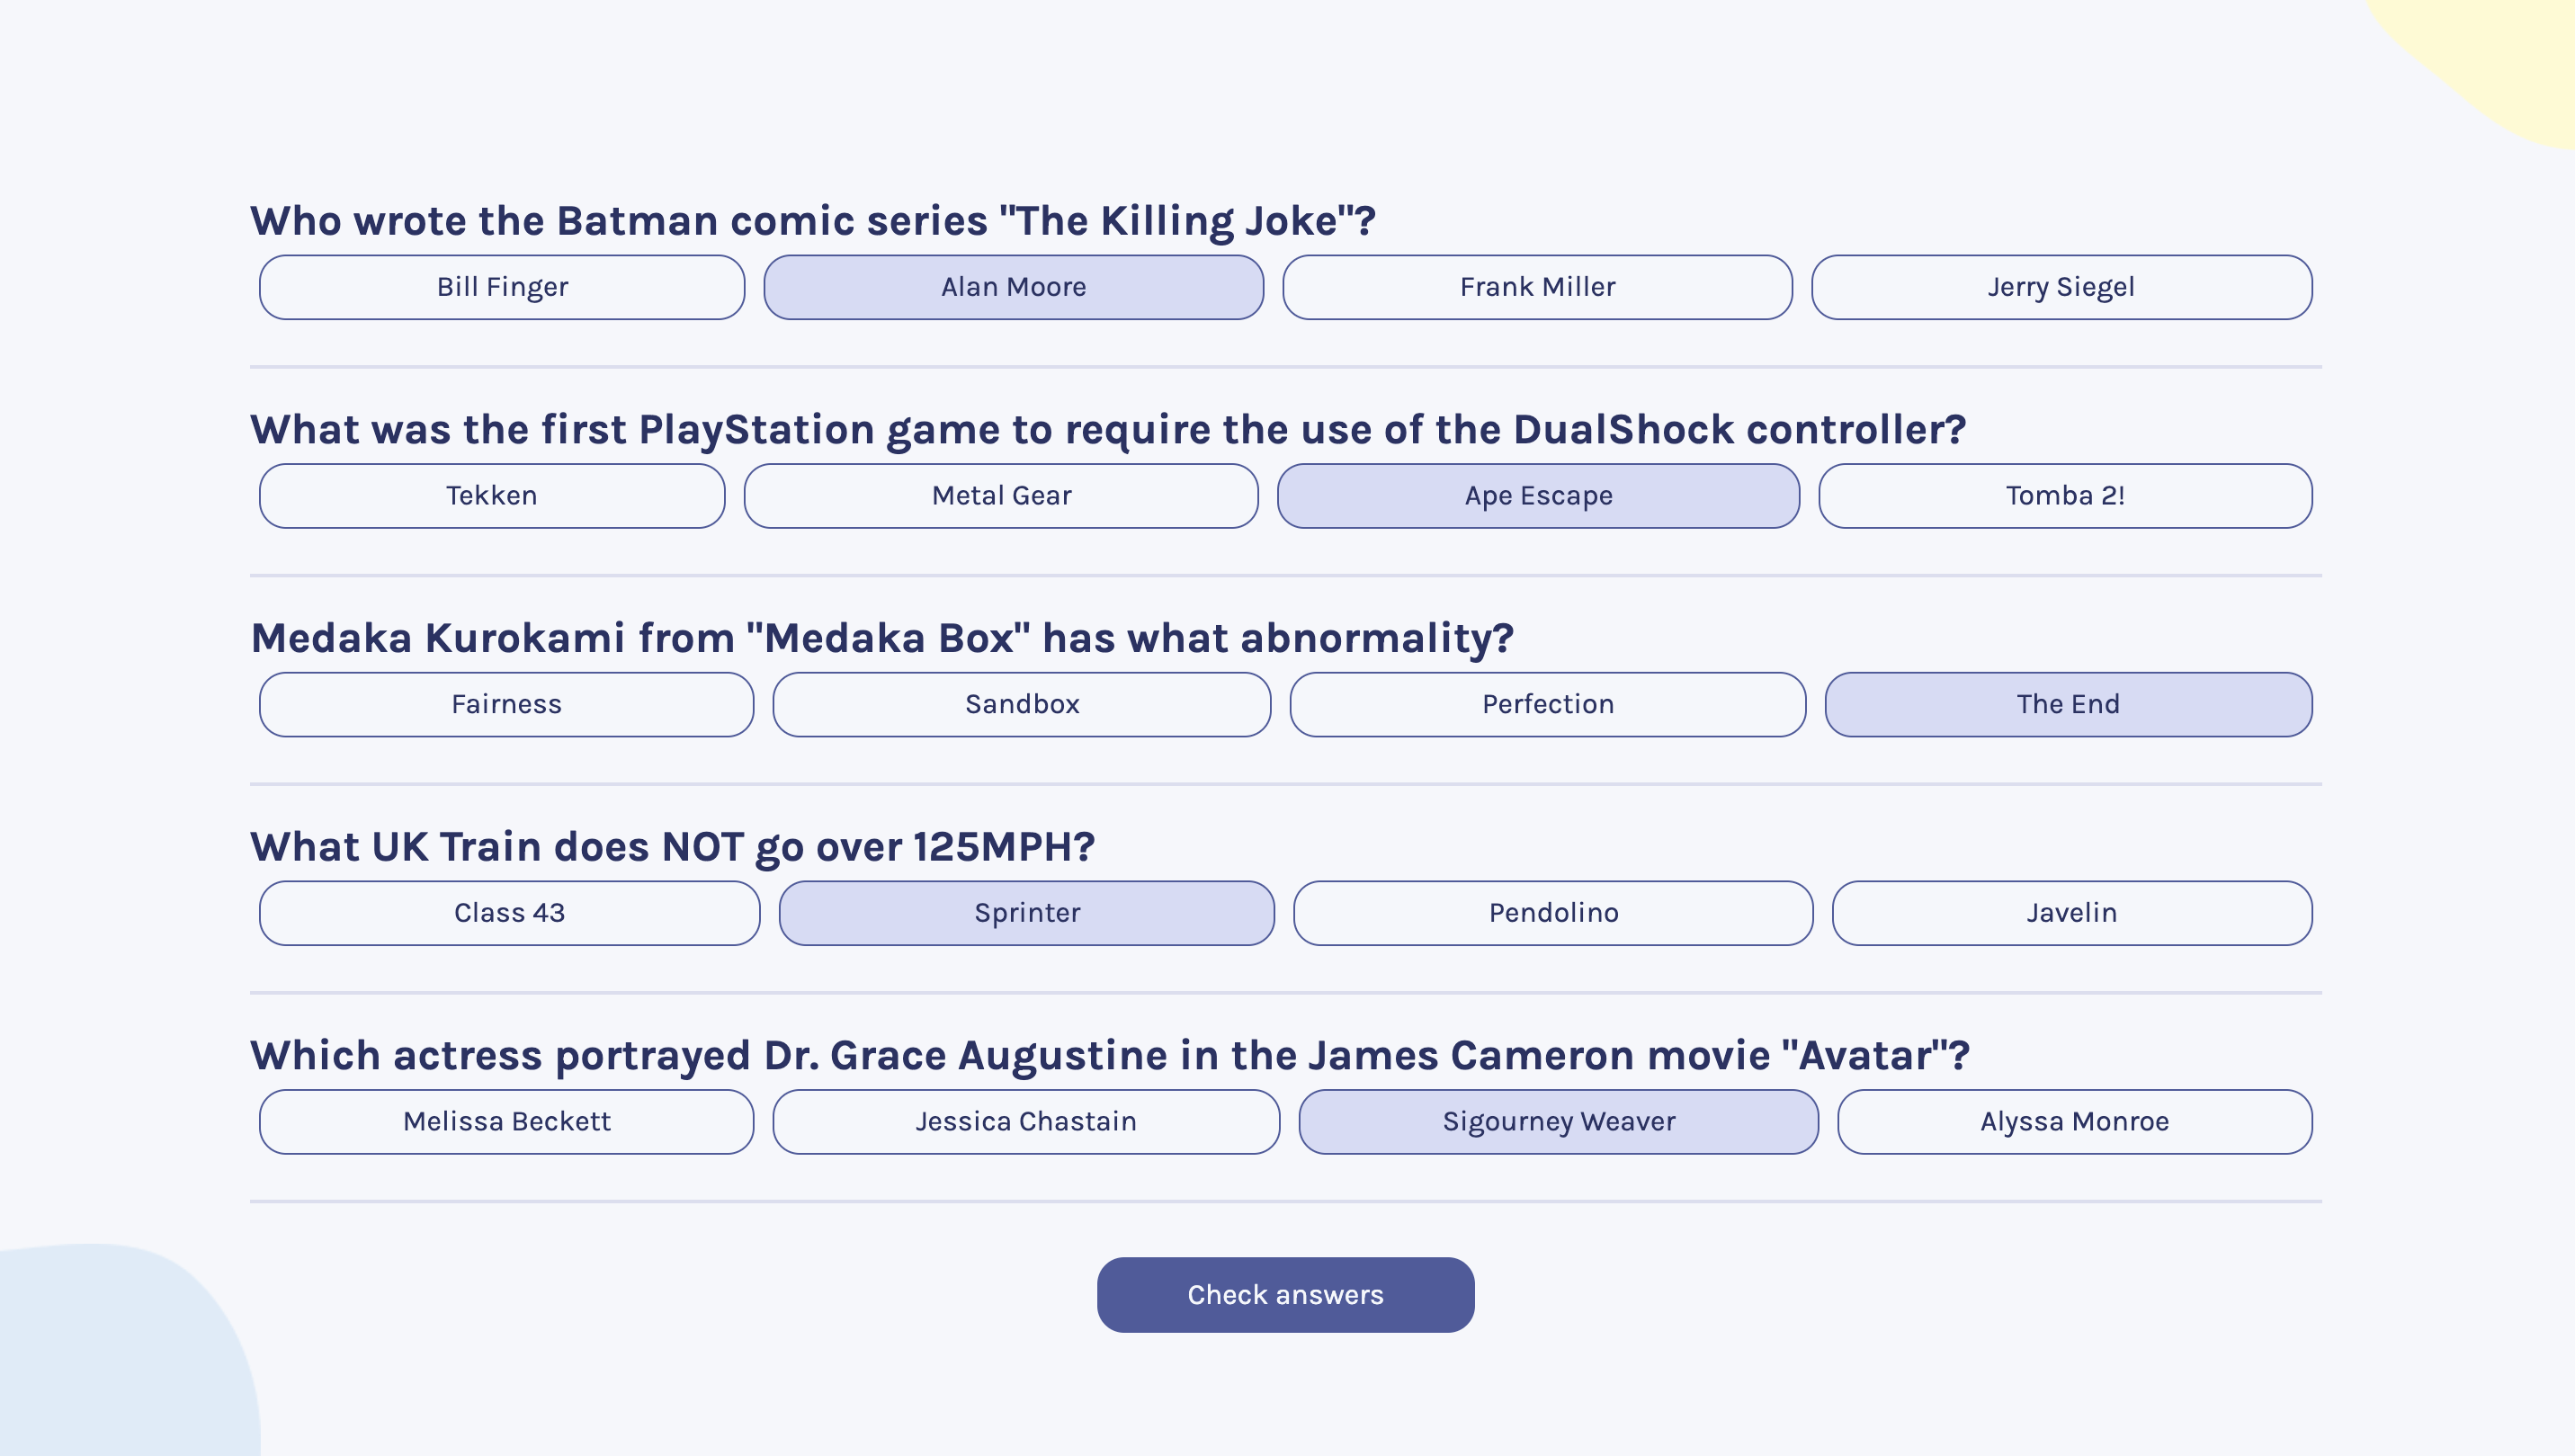 Who wrote the Batman comic series "The Killing Joke"?
Bill Finger Alan Moore Frank Miller Jerry Siegel
What was the first PlayStation game to require the use of the DualShock controller?
Tekken Metal Gear Ape Escape Tomba 2!
Medaka Kurokami from "Medaka Box" has what abnormality?
Fairness Sandbox Perfection The End
What UK Train does NOT go over 125MPH?
Class 43 Sprinter Pendolino Javelin
Which actress portrayed Dr. Grace Augustine in the James Cameron movie "Avatar"?
Melissa Beckett Jessica Chastain Sigourney Weaver Alyssa Monroe
Check answers